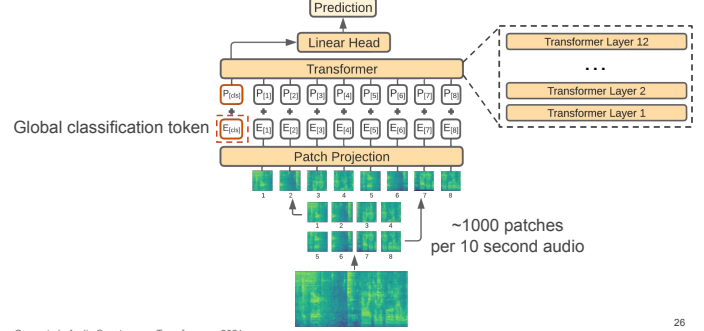 Prediction
Linear Head
Transformer
Transformer Layer 12
...
Transformer Layer 2
Transformer Layer 1
P[cls] P[1] P[2] P[3] P[4] P[5] P[6] P[7] P[8]
+ + + + + + + + +
Global classification token
E[cls] E[1] E[2] E[3] E[4] E[5] E[6] E[7] E[8]
Patch Projection
1 2 3 4 5 6 7 8
1 2 3 4
5 6 7 8
~1000 patches
per 10 second audio
26